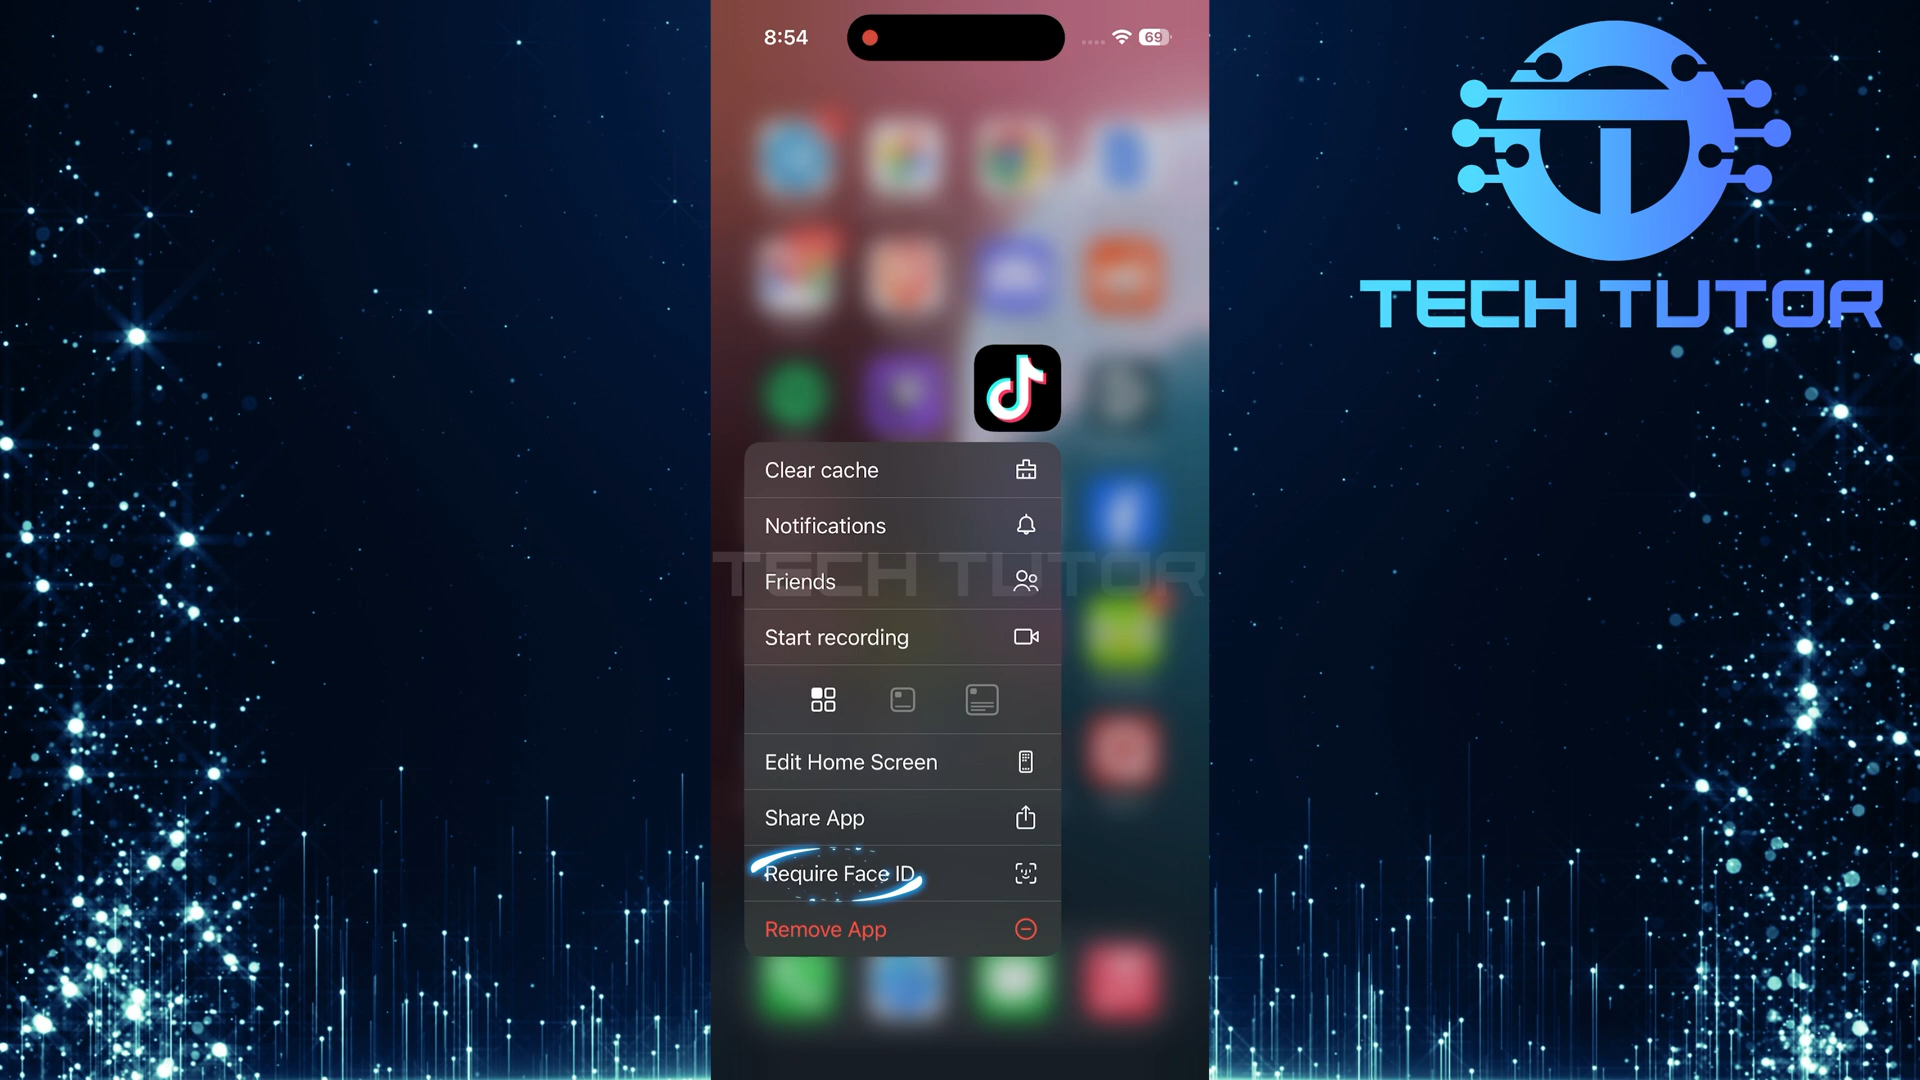 8:54
69
TECH TUTOR
Clear cache
Notifications
TECH TUTOR
Friends
Start recording
Edit Home Screen
Share App
Require Face ID
Remove App